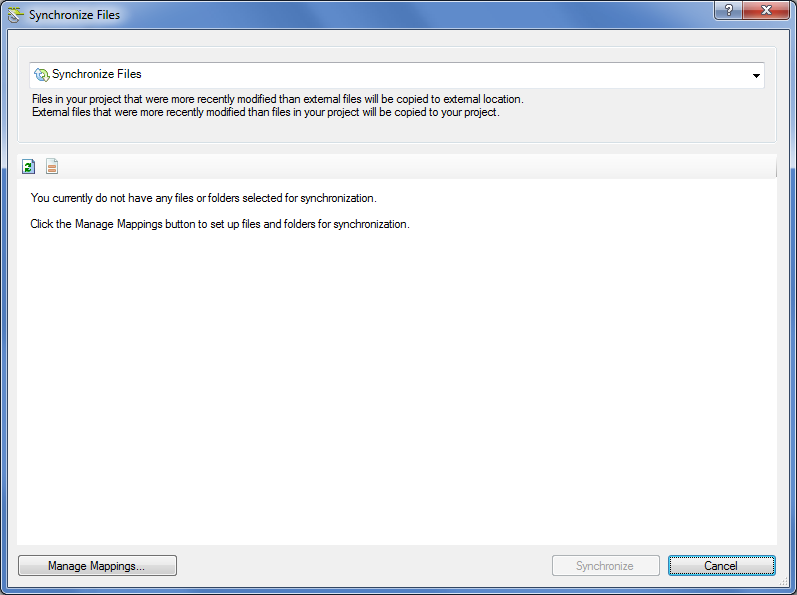 Synchronize Files
?
Synchronize Files
Files in your project that were more recently modified than external files will be copied to external location.
External files that were more recently modified than files in your project will be copied to your project.
You currently do not have any files or folders selected for synchronization.
Click the Manage Mappings button to set up files and folders for synchronization.
Manage Mappings...
Synchronize
Cancel